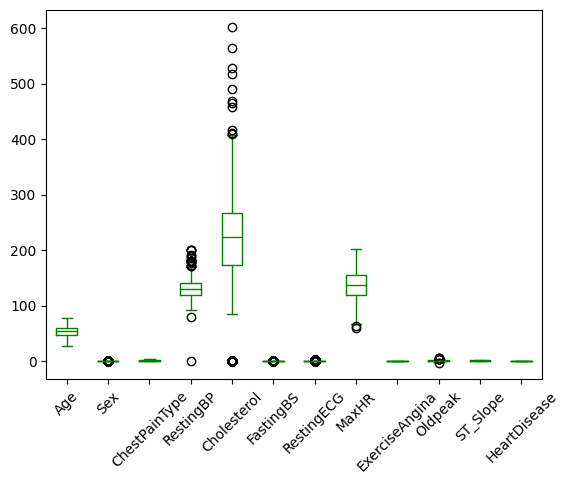 600
500
400
300
200
100
0
Age
Sex
ChestPainType
RestingBP
Cholesterol
FastingBS
RestingECG
MaxHR
ExerciseAngina
Oldpeak
ST_Slope
HeartDisease